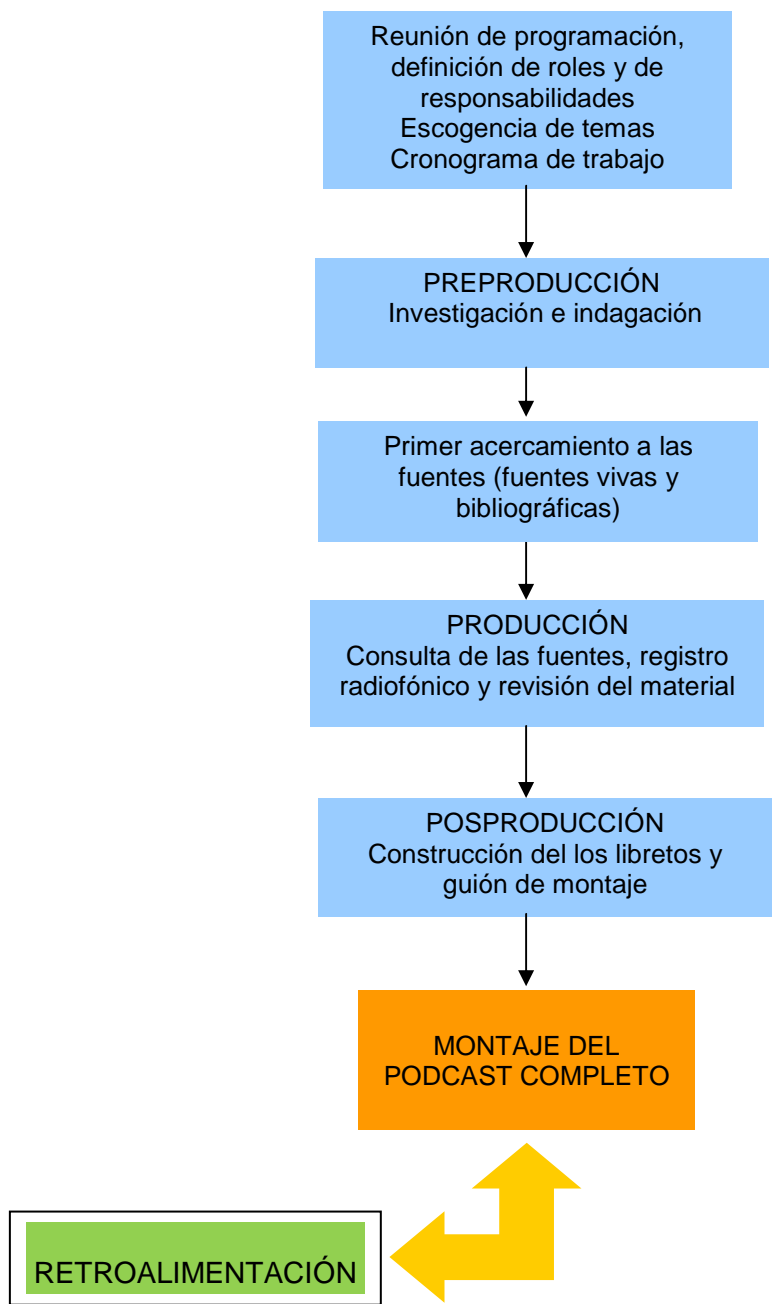 Reunión de programación,
definición de roles y de
responsabilidades
Escogencia de temas
Cronograma de trabajo
PREPRODUCCIÓN
Investigación e indagación
Primer acercamiento a las
fuentes (fuentes vivas y
bibliográficas)
PRODUCCIÓN
Consulta de las fuentes, registro
radiofónico y revisión del material
POSPRODUCCIÓN
Construcción del los libretos y
guión de montaje
MONTAJE DEL
PODCAST COMPLETO
RETROALIMENTACIÓN